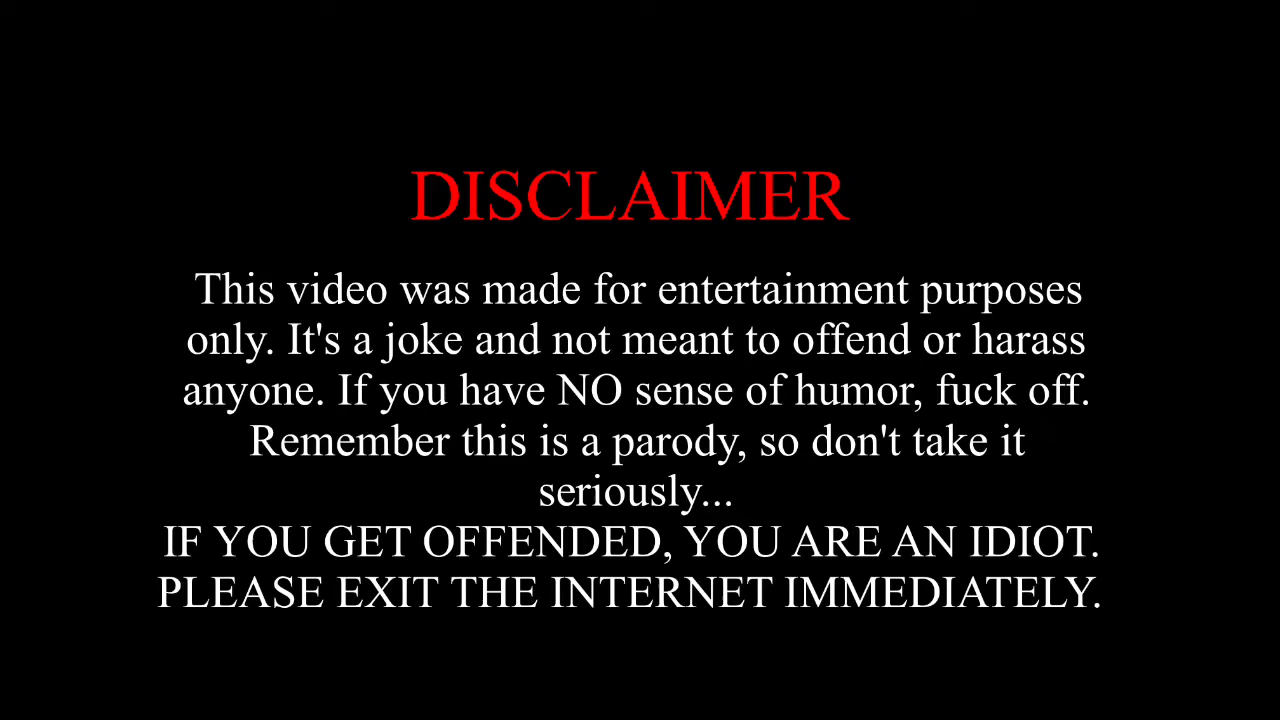 DISCLAIMER
This video was made for entertainment purposes
only. It's a joke and not meant to offend or harass
anyone. If you have NO sense of humor, fuck off.
Remember this is a parody, so don't take it
seriously...
IF YOU GET OFFENDED, YOU ARE AN IDIOT.
PLEASE EXIT THE INTERNET IMMEDIATELY.